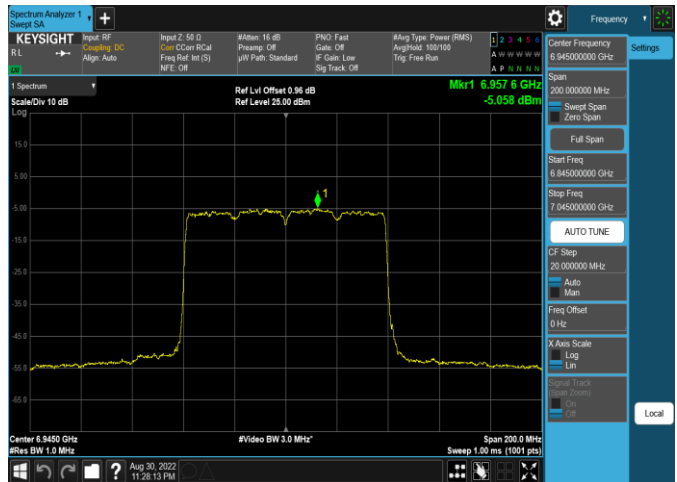 Spectrum Analyzer 1
Swept SA
+
Frequency
KEYSIGHT
Input: RF
Input Z: 50 Ω
#Atten: 16 dB
PNO: Fast
#Avg Type: Power (RMS)
1 2 3 4 5 6
R L
Coupling: DC
Corr CCorr RCal
Preamp: Off
Gate: Off
Avg|Hold: 100/100
A W W W W W
Align: Auto
Freq Ref: Int (S)
µW Path: Standard
IF Gain: Low
Trig: Free Run
NFE: Off
Sig Track: Off
A P N N N N
1 Spectrum
Scale/Div 10 dB
Log
Ref Lvl Offset 0.96 dB
Ref Level 25.00 dBm
Mkr1 6.957 6 GHz
-5.058 dBm
15.0
5.00
-5.00
-15.0
-25.0
-35.0
-45.0
-55.0
-65.0
1
Center 6.9450 GHz
#Video BW 3.0 MHz*
Span 200.0 MHz
#Res BW 1.0 MHz
Sweep 1.00 ms (1001 pts)
?
Aug 30, 2022
11:28:13 PM
Center Frequency
6.945000000 GHz
Settings
Span
200.000000 MHz
Swept Span
Zero Span
Full Span
Start Freq
6.845000000 GHz
Stop Freq
7.045000000 GHz
AUTO TUNE
CF Step
20.000000 MHz
Auto
Man
Freq Offset
0 Hz
X Axis Scale
Log
Lin
Signal Track
(Span Zoom)
On
Off
Local